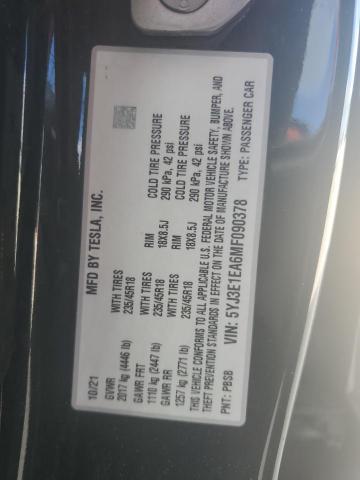 MFD BY TESLA, INC.
10/21
GVWR
2017 kg (4446 lb)
GAWR FRT WITH TIRES RIM COLD TIRE PRESSURE
1110 kg (2447 lb) 235/45R18 18X8.5J 290 kPa, 42 psi
GAWR RR WITH TIRES RIM COLD TIRE PRESSURE
1257 kg (2771 lb) 235/45R18 18X8.5J 290 kPa, 42 psi
THIS VEHICLE CONFORMS TO ALL APPLICABLE U.S. FEDERAL MOTOR VEHICLE SAFETY, BUMPER, AND
THEFT PREVENTION STANDARDS IN EFFECT ON THE DATE OF MANUFACTURE SHOWN ABOVE.
VIN: 5YJ3E1EA6MF090378 TYPE: PASSENGER CAR
PNT: PBSB